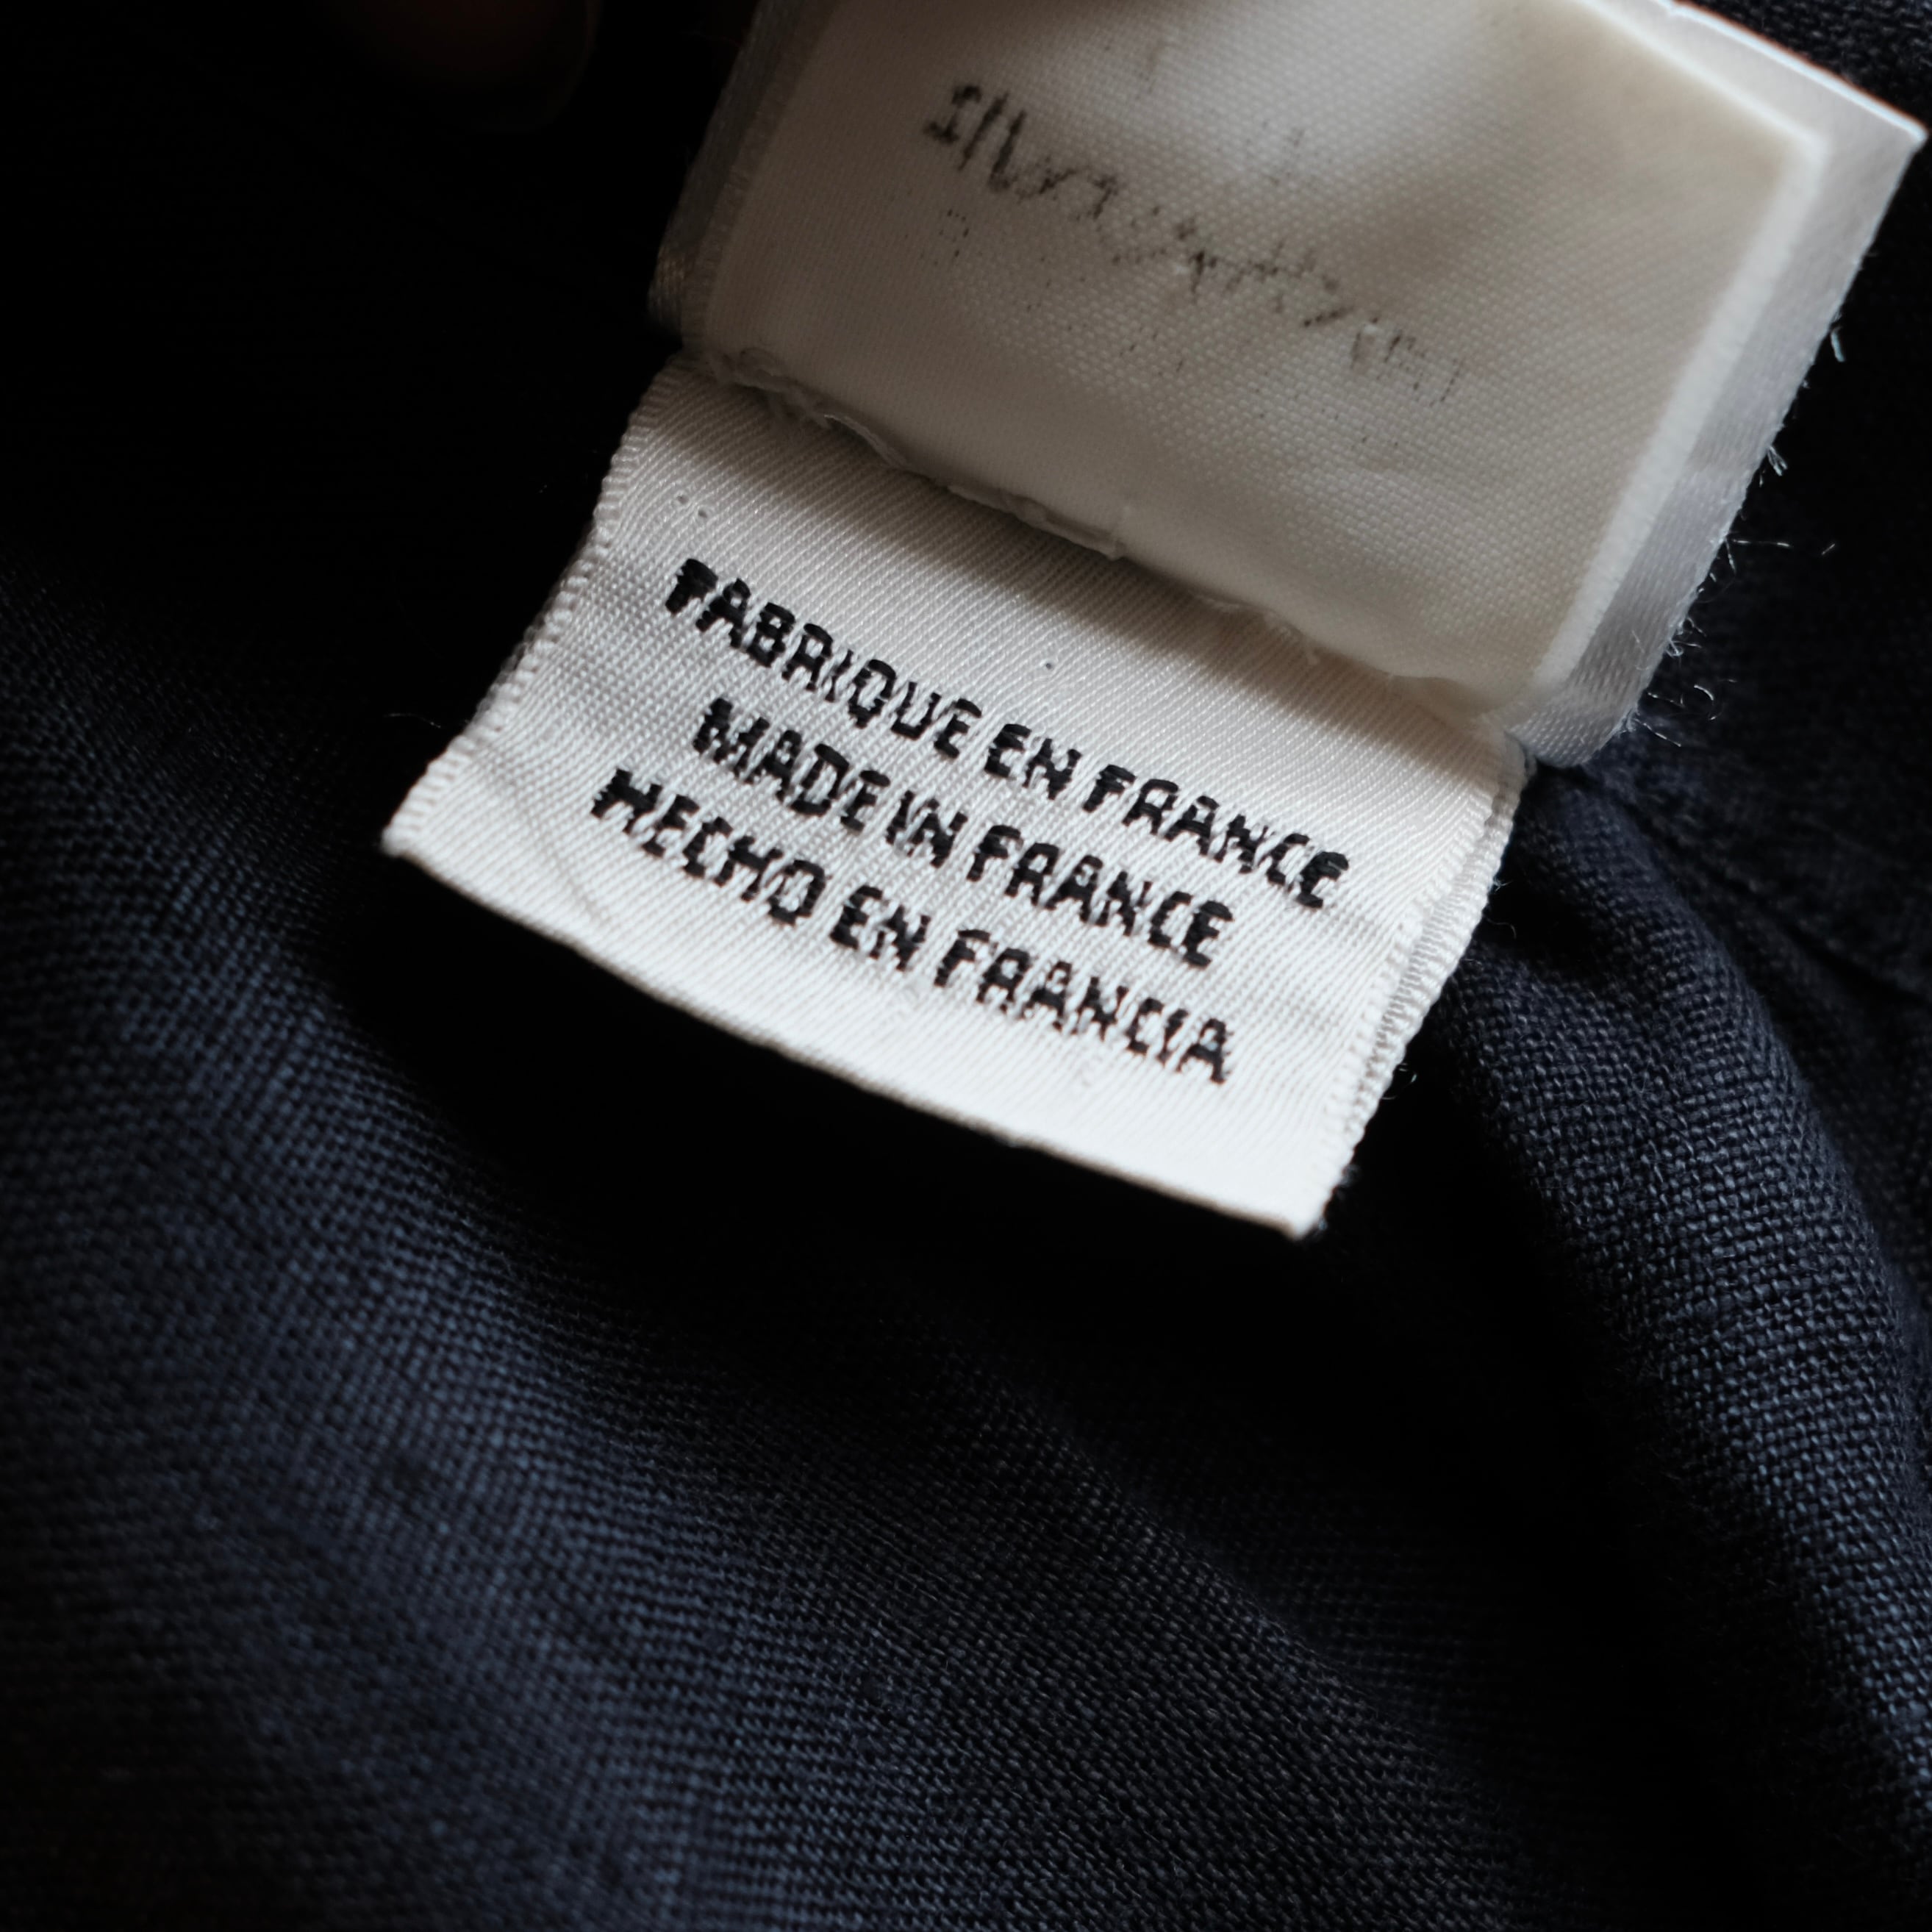 FABRIQUE EN FRANCE
MADE IN FRANCE
HECHO EN FRANCIA